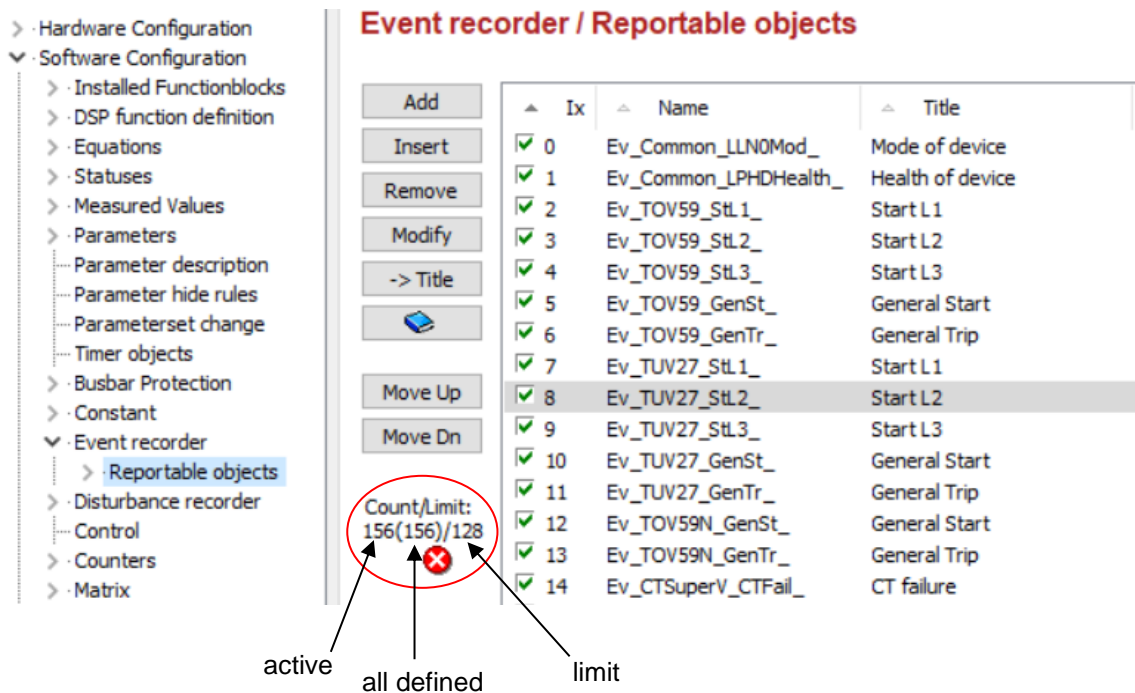 Hardware Configuration
Software Configuration
Installed Functionblocks
DSP function definition
Equations
Statuses
Measured Values
Parameters
Parameter description
Parameter hide rules
Parameterset change
Timer objects
Busbar Protection
Constant
Event recorder
Reportable objects
Disturbance recorder
Control
Counters
Matrix
Event recorder / Reportable objects
Add
Insert
Remove
Modify
-> Title
Move Up
Move Dn
Count/Limit:
156(156)/128
active
all defined
limit
Ix Name Title
0 Ev_Common_LLN0Mod_ Mode of device
1 Ev_Common_LPHDHealth_ Health of device
2 Ev_TOV59_StL1_ Start L1
3 Ev_TOV59_StL2_ Start L2
4 Ev_TOV59_StL3_ Start L3
5 Ev_TOV59_GenSt_ General Start
6 Ev_TOV59_GenTr_ General Trip
7 Ev_TUV27_StL1_ Start L1
8 Ev_TUV27_StL2_ Start L2
9 Ev_TUV27_StL3_ Start L3
10 Ev_TUV27_GenSt_ General Start
11 Ev_TUV27_GenTr_ General Trip
12 Ev_TOV59N_GenSt_ General Start
13 Ev_TOV59N_GenTr_ General Trip
14 Ev_CTSuperV_CTFail_ CT failure